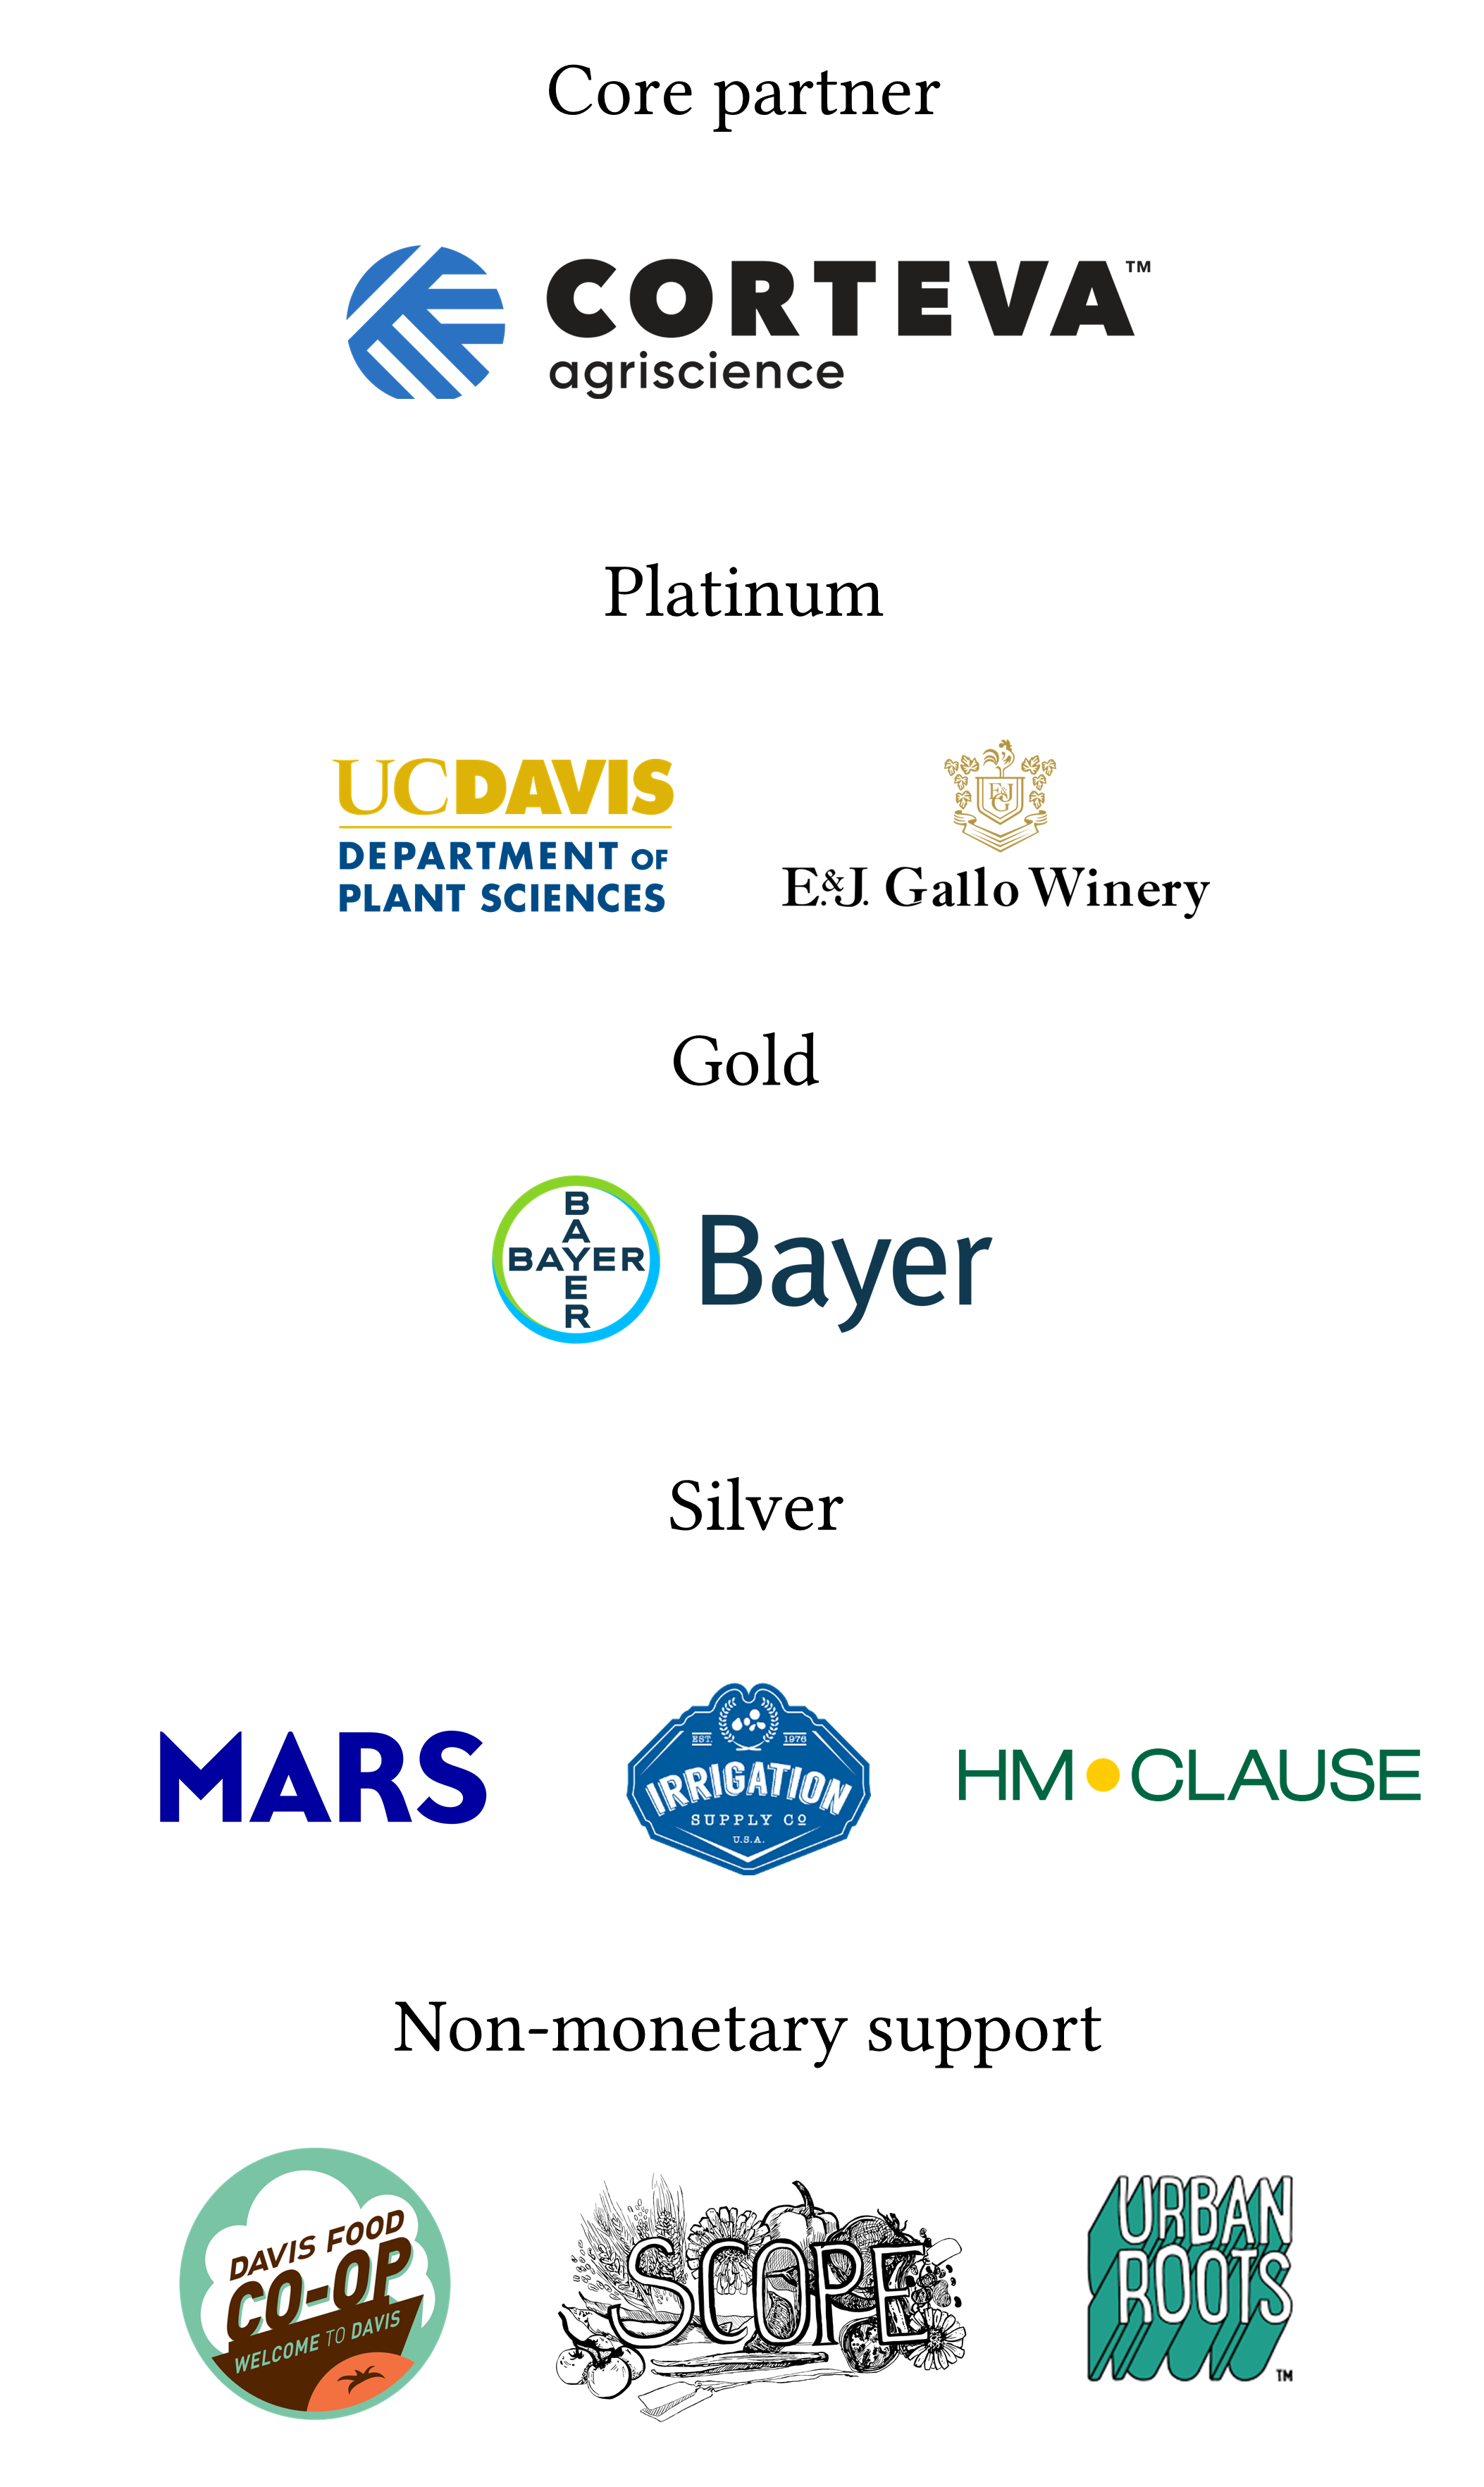 Core partner
CORTEVA™
agriscience
Platinum
UCDAVIS
DEPARTMENT OF
PLANT SCIENCES
E&J
G
E.&J. Gallo Winery
Gold
BAYER
BAYER
Bayer
Silver
MARS
EST. 1976
IRRIGATION
SUPPLY Cº
U.S.A.
HM CLAUSE
Non-monetary support
DAVIS FOOD
CO-OP
WELCOME TO DAVIS
SCOPE
URBAN
ROOTS
TM